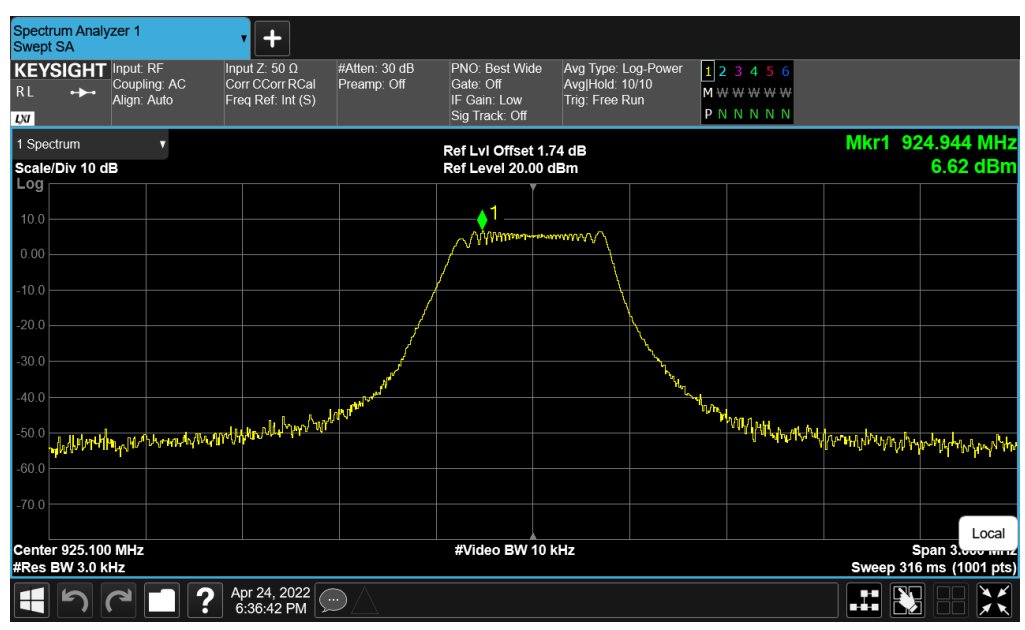 Spectrum Analyzer 1
Swept SA
KEYSIGHT
R L
LXI
Input: RF
Coupling: AC
Align: Auto
Input Z: 50 Ω
Corr CCorr RCal
Freq Ref: Int (S)
#Atten: 30 dB
Preamp: Off
PNO: Best Wide
Gate: Off
IF Gain: Low
Sig Track: Off
Avg Type: Log-Power
Avg|Hold: 10/10
Trig: Free Run
1 2 3 4 5 6
M W W W W W
P N N N N N
1 Spectrum
Scale/Div 10 dB
Log
Ref Lvl Offset 1.74 dB
Ref Level 20.00 dBm
Mkr1 924.944 MHz
6.62 dBm
1
10.0
0.00
-10.0
-20.0
-30.0
-40.0
-50.0
-60.0
-70.0
Local
Center 925.100 MHz
#Video BW 10 kHz
Span 3.000 MHz
#Res BW 3.0 kHz
Sweep 316 ms (1001 pts)
?
Apr 24, 2022
6:36:42 PM